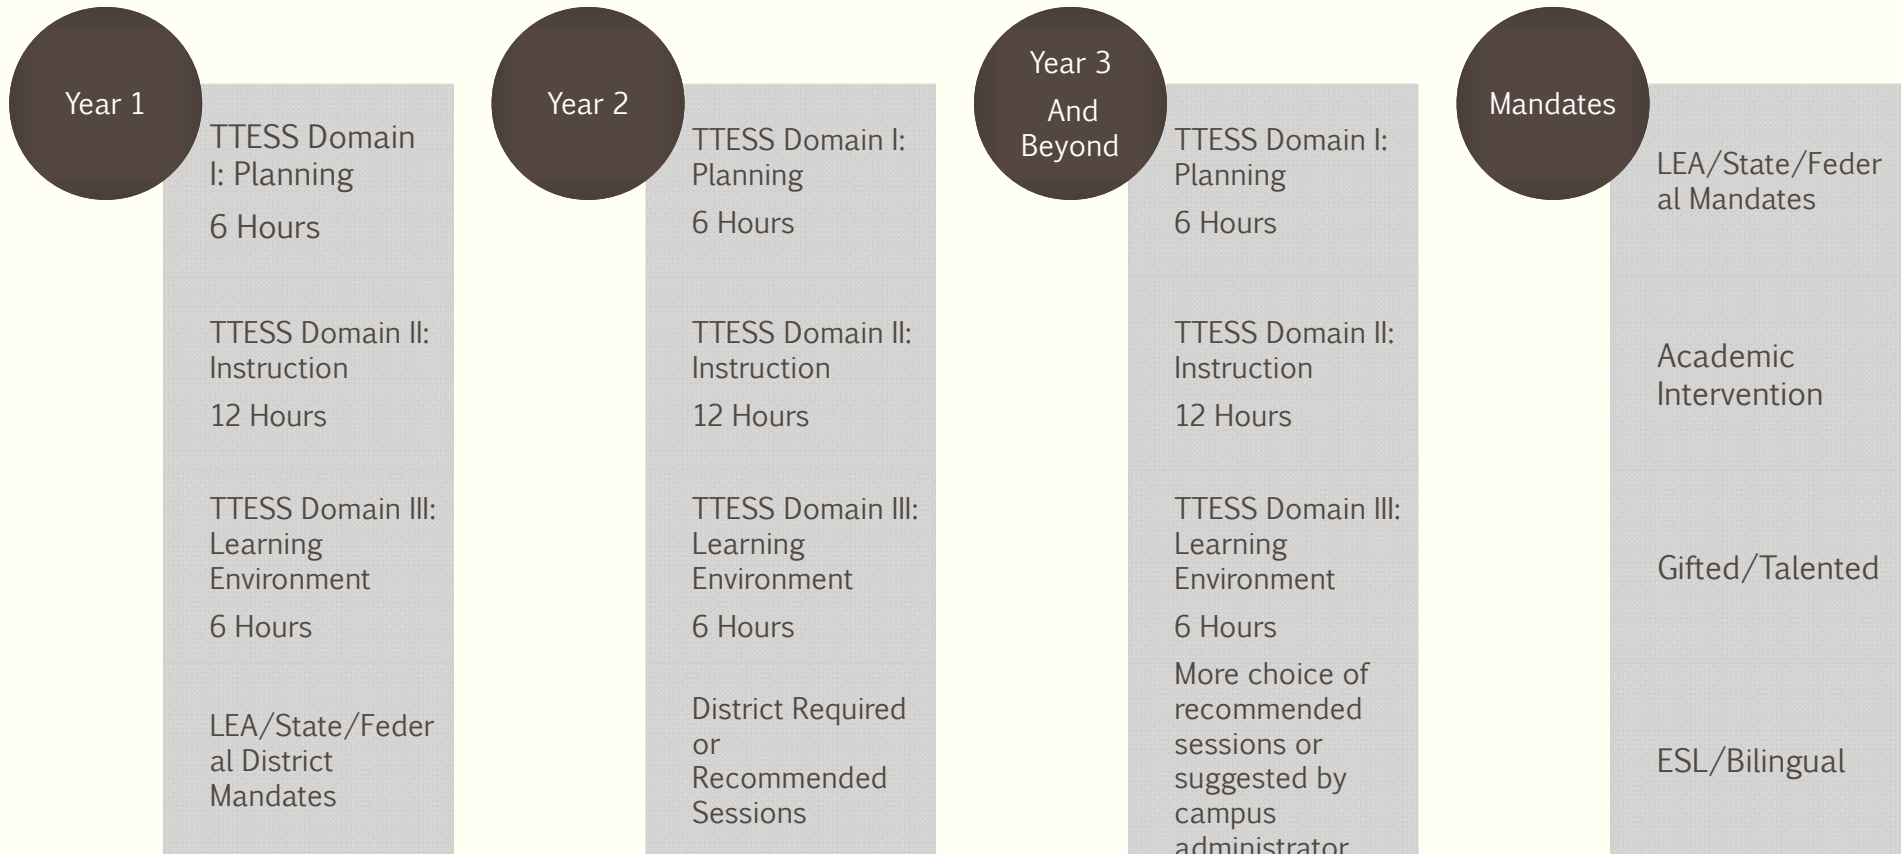 Year 1
TTESS Domain
I: Planning
6 Hours
TTESS Domain II:
Instruction
12 Hours
TTESS Domain III:
Learning
Environment
6 Hours
LEA/State/Feder
al District
Mandates
Year 2
TTESS Domain I:
Planning
6 Hours
TTESS Domain II:
Instruction
12 Hours
TTESS Domain III:
Learning
Environment
6 Hours
District Required
or
Recommended
Sessions
Year 3
And
Beyond
TTESS Domain I:
Planning
6 Hours
TTESS Domain II:
Instruction
12 Hours
TTESS Domain III:
Learning
Environment
6 Hours
More choice of
recommended
sessions or
suggested by
campus
administrator
Mandates
LEA/State/Feder
al Mandates
Academic
Intervention
Gifted/Talented
ESL/Bilingual